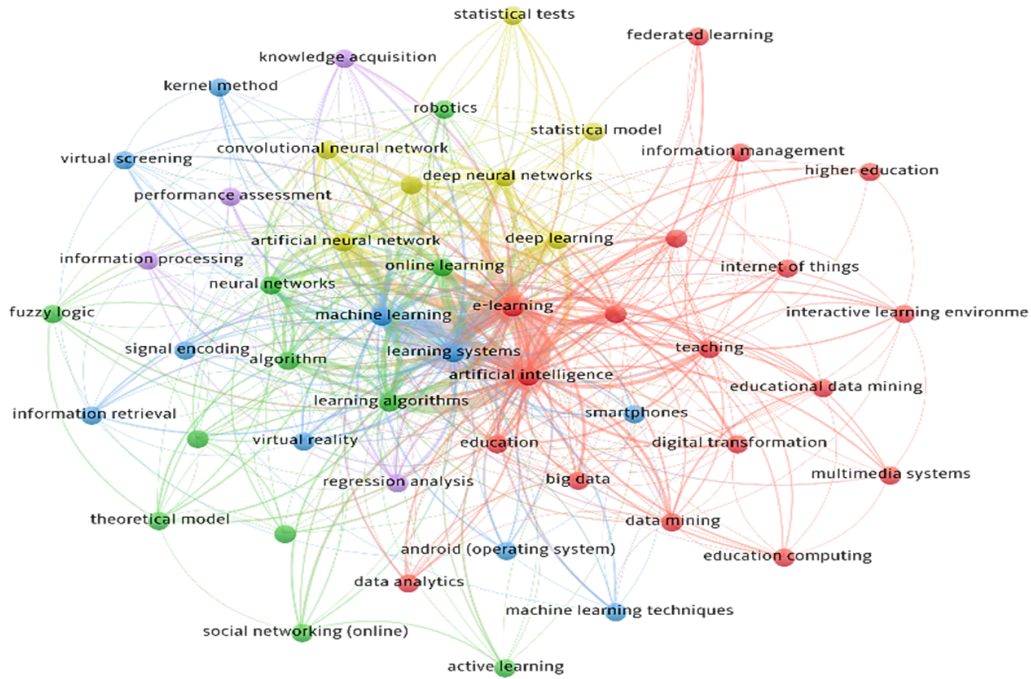 statistical tests
federated learning
knowledge acquisition
kernel method
robotics
statistical model
convolutional neural network
information management
virtual screening
higher education
deep neural networks
performance assessment
artificial neural network
deep learning
information processing
online learning
internet of things
neural networks
e-learning
fuzzy logic
machine learning
interactive learning environme
signal encoding
learning systems
teaching
algorithm
artificial intelligence
educational data mining
learning algorithms
information retrieval
smartphones
virtual reality
education
digital transformation
regression analysis
big data
multimedia systems
theoretical model
data mining
android (operating system)
education computing
data analytics
machine learning techniques
social networking (online)
active learning